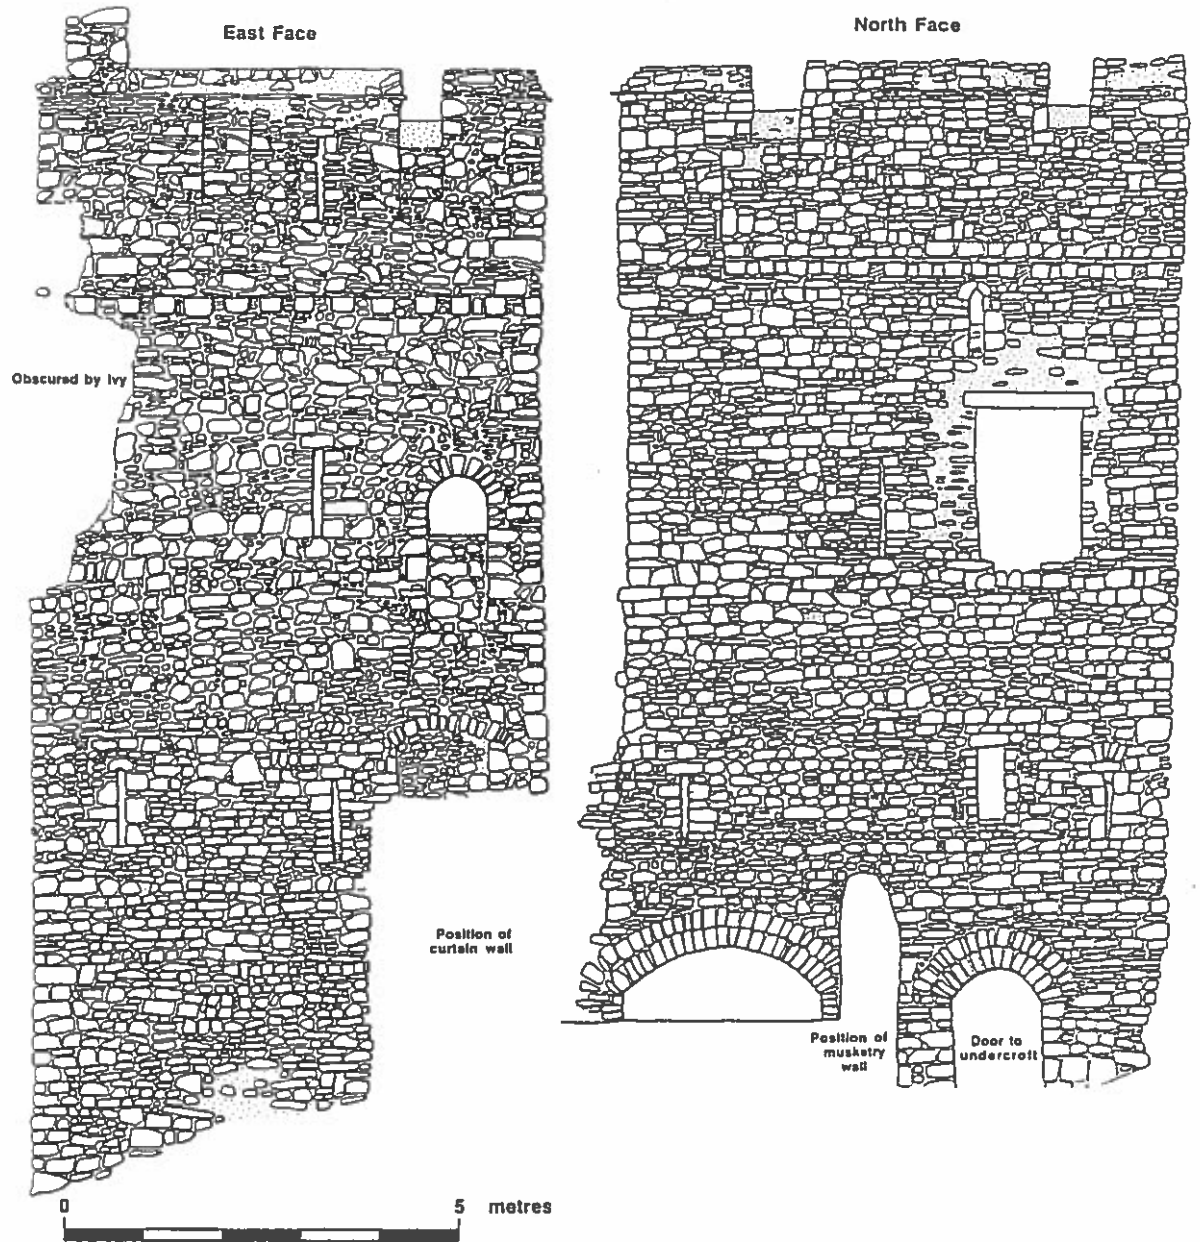 East Face
North Face
Obscured by Ivy
Position of
curtain wall
Position of
musketry
wall
Door to
undercroft
0 5 metres